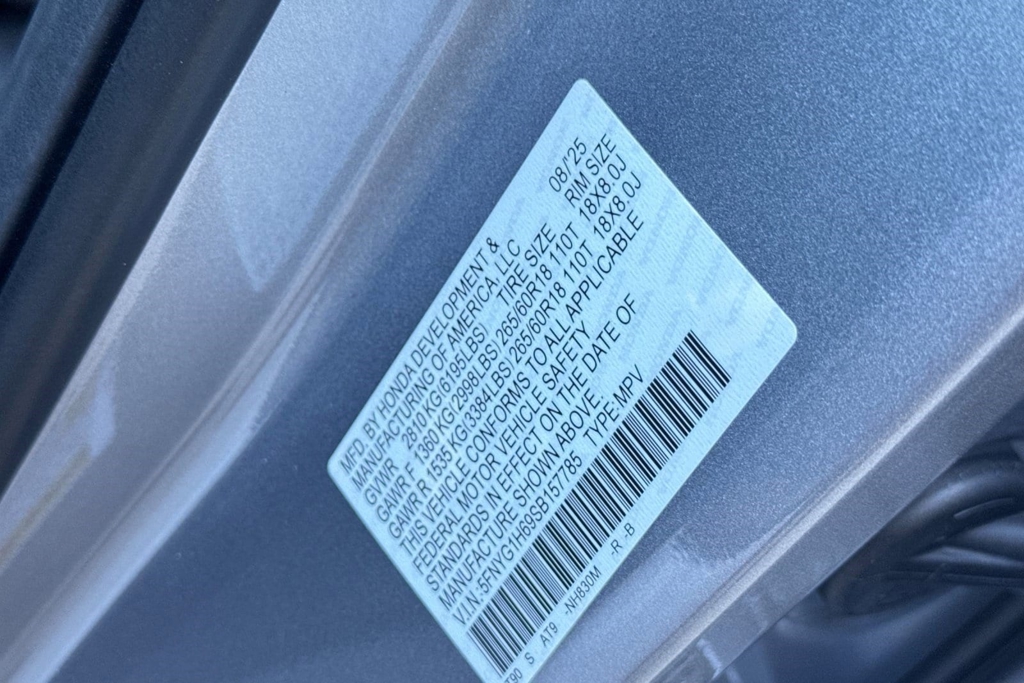 MFD. BY HONDA DEVELOPMENT &
MANUFACTURING OF AMERICA, LLC 08/'25
GVWR 2810KG(6195LBS) TIRE SIZE RIM SIZE
GAWR F 1360 KG(2998LBS)265/60R18 110T 18X8.0J
GAWR R 1535 KG(3384LBS)265/60R18 110T 18X8.0J
THIS VEHICLE CONFORMS TO ALL APPLICABLE
FEDERAL MOTOR VEHICLE SAFETY
STANDARDS IN EFFECT ON THE DATE OF
MANUFACTURE SHOWN ABOVE.
V.I.N.:5FNYG1H69SB157785 TYPE:MPV
S AT9 -NH830M -R -B